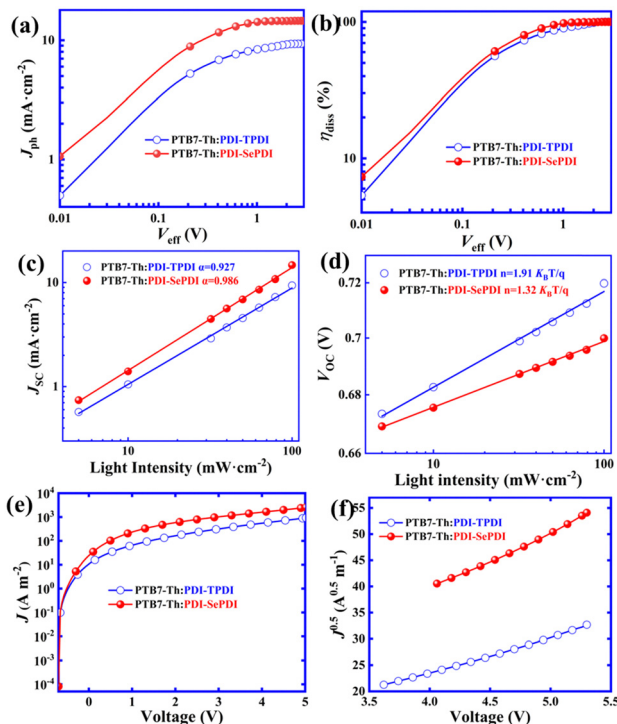 (a)
10
1
J_ph (mA·cm⁻²)
PTB7-Th:PDI-TPDI
PTB7-Th:PDI-SePDI
0.01 0.1 1
V_eff (V)
(b)
100
10
η_diss (%)
PTB7-Th:PDI-TPDI
PTB7-Th:PDI-SePDI
0.01 0.1 1
V_eff (V)
(c)
PTB7-Th:PDI-TPDI α=0.927
PTB7-Th:PDI-SePDI α=0.986
10
1
J_SC (mA·cm⁻²)
10 100
Light Intensity (mW·cm⁻²)
(d)
PTB7-Th:PDI-TPDI n=1.91 K_BT/q
PTB7-Th:PDI-SePDI n=1.32 K_BT/q
0.72
0.70
0.68
0.66
V_OC (V)
10 100
Light intensity (mW·cm⁻²)
(e)
10⁴
10³
10²
10¹
10⁰
10⁻¹
10⁻²
10⁻³
10⁻⁴
J (A m⁻²)
PTB7-Th:PDI-TPDI
PTB7-Th:PDI-SePDI
0 1 2 3 4 5
Voltage (V)
(f)
55
50
45
40
35
30
25
20
J^0.5 (A^0.5 m⁻¹)
PTB7-Th:PDI-TPDI
PTB7-Th:PDI-SePDI
3.5 4.0 4.5 5.0 5.5
Voltage (V)